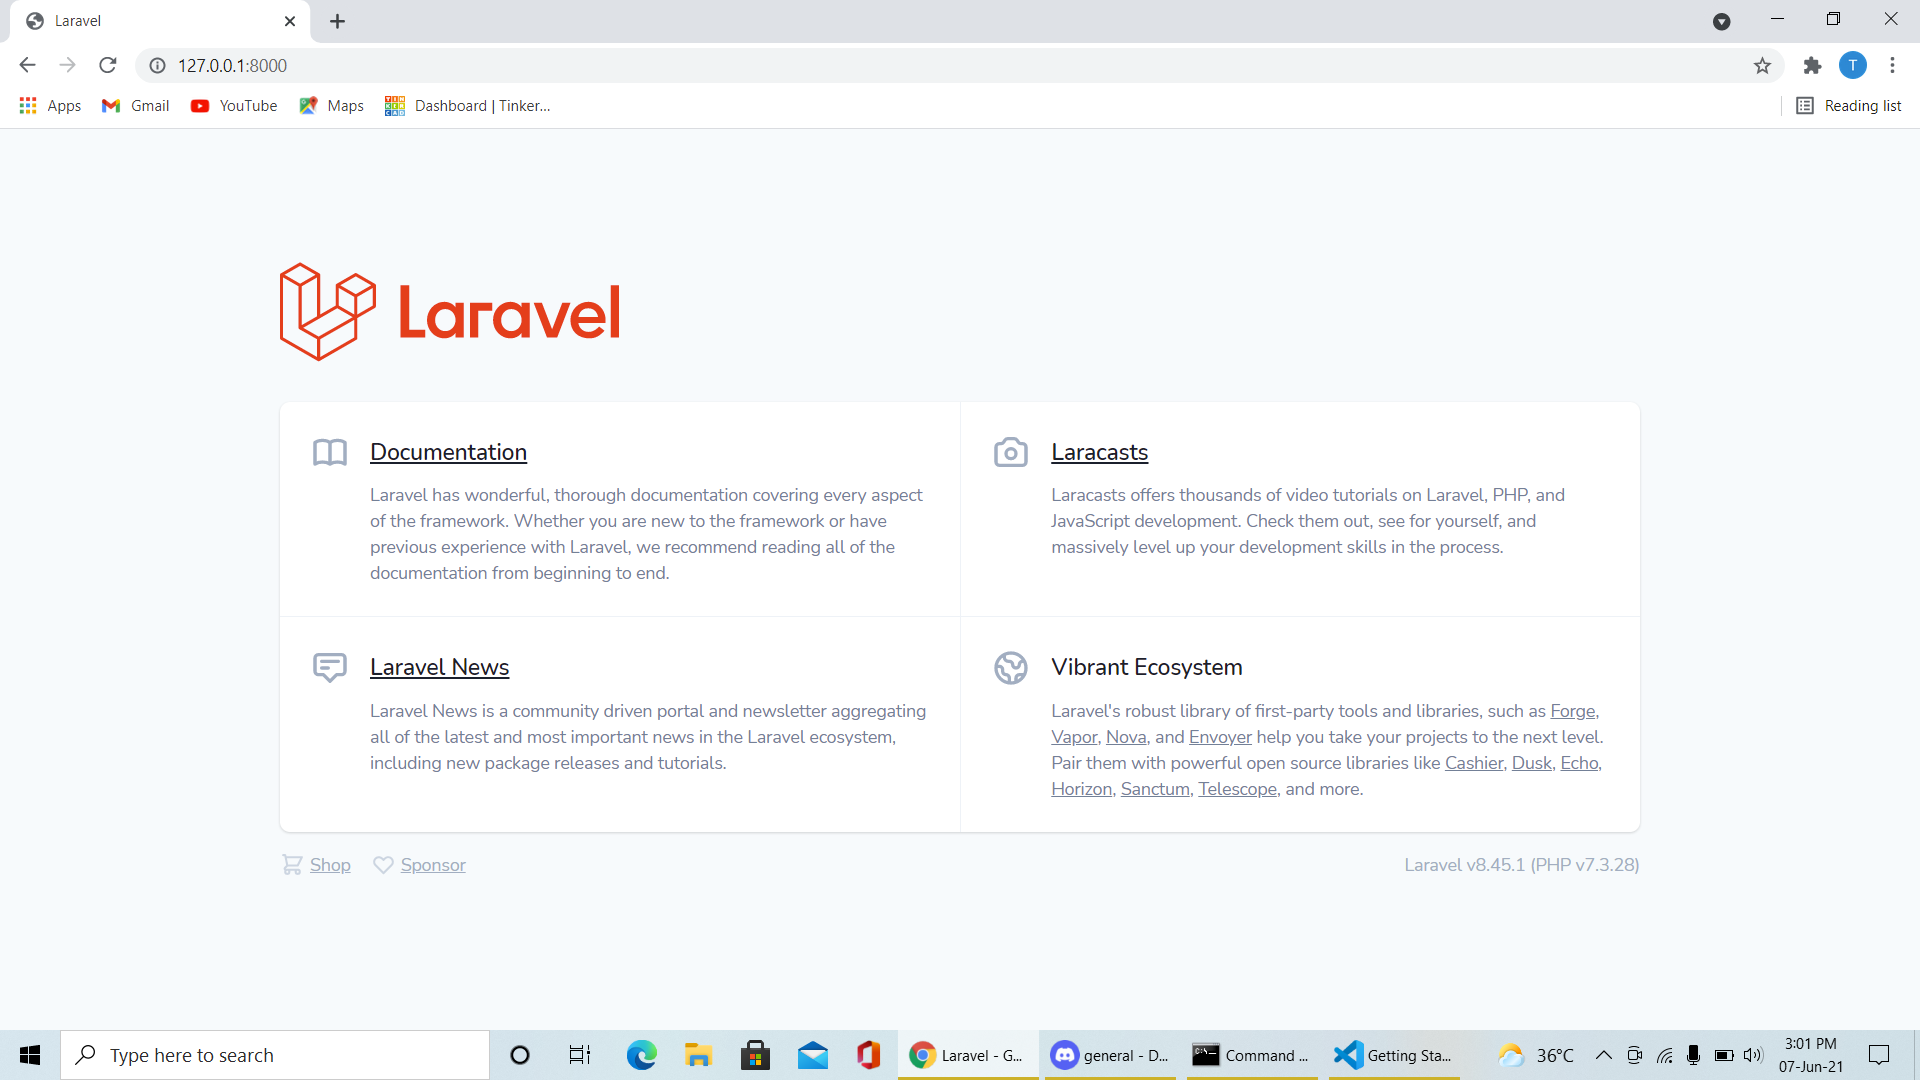 Laravel
127.0.0.1:8000
Apps
Gmail
YouTube
Maps
Dashboard | Tinker...
Reading list
Laravel
Documentation
Laravel has wonderful, thorough documentation covering every aspect
of the framework. Whether you are new to the framework or have
previous experience with Laravel, we recommend reading all of the
documentation from beginning to end.
Laracasts
Laracasts offers thousands of video tutorials on Laravel, PHP, and
JavaScript development. Check them out, see for yourself, and
massively level up your development skills in the process.
Laravel News
Laravel News is a community driven portal and newsletter aggregating
all of the latest and most important news in the Laravel ecosystem,
including new package releases and tutorials.
Vibrant Ecosystem
Laravel's robust library of first-party tools and libraries, such as Forge,
Vapor, Nova, and Envoyer help you take your projects to the next level.
Pair them with powerful open source libraries like Cashier, Dusk, Echo,
Horizon, Sanctum, Telescope, and more.
Shop
Sponsor
Laravel v8.45.1 (PHP v7.3.28)
Type here to search
Laravel - G...
general - D...
Command ...
Getting Sta...
36°C
3:01 PM
07-Jun-21
T